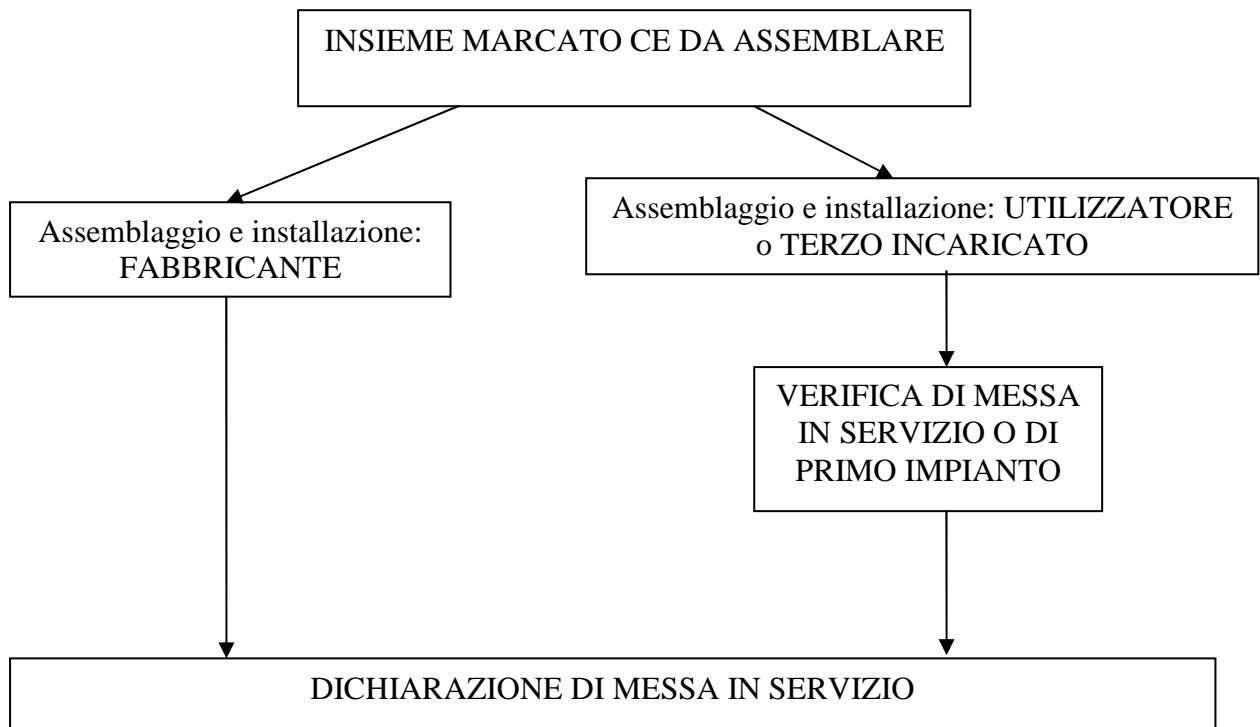 INSIEME MARCATO CE DA ASSEMBLARE
Assemblaggio e installazione:
FABBRICANTE
Assemblaggio e installazione: UTILIZZATORE
o TERZO INCARICATO
VERIFICA DI MESSA
IN SERVIZIO O DI
PRIMO IMPIANTO
DICHIARAZIONE DI MESSA IN SERVIZIO